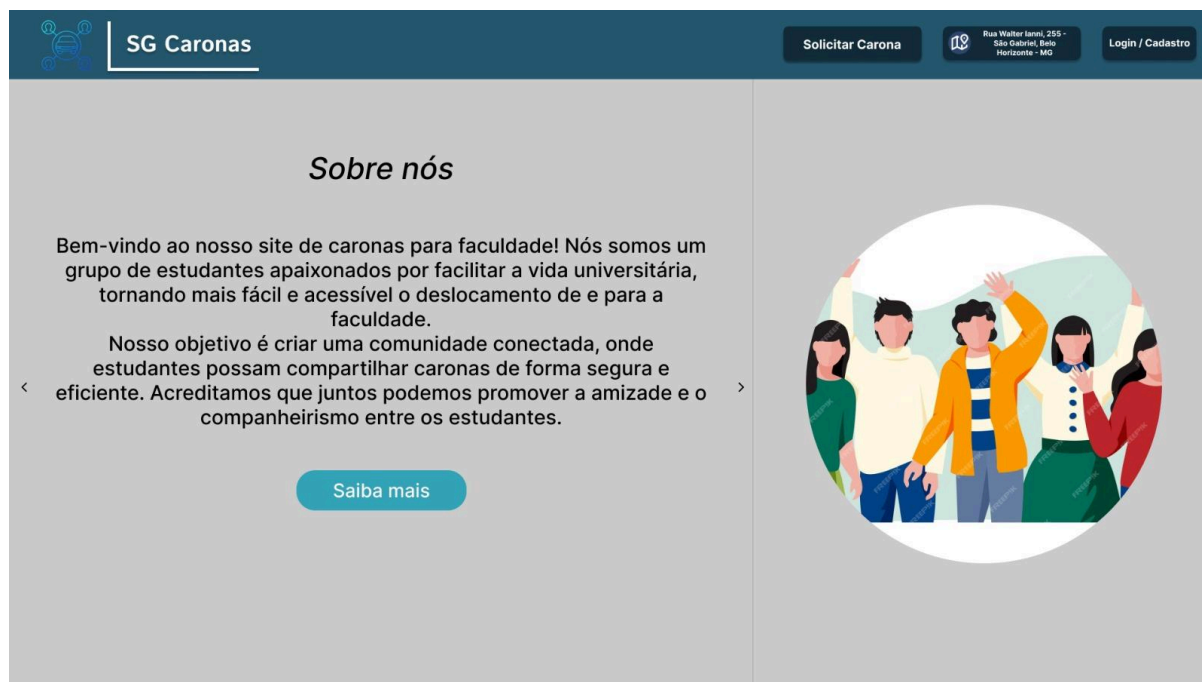 SG Caronas
Solicitar Carona
Rua Walter Ianni, 255 -
São Gabriel, Belo
Horizonte - MG
Login / Cadastro
Sobre nós
Bem-vindo ao nosso site de caronas para faculdade! Nós somos um
grupo de estudantes apaixonados por facilitar a vida universitária,
tornando mais fácil e acessível o deslocamento de e para a
faculdade.
Nosso objetivo é criar uma comunidade conectada, onde
estudantes possam compartilhar caronas de forma segura e
eficiente. Acreditamos que juntos podemos promover a amizade e o
companheirismo entre os estudantes.
Saiba mais